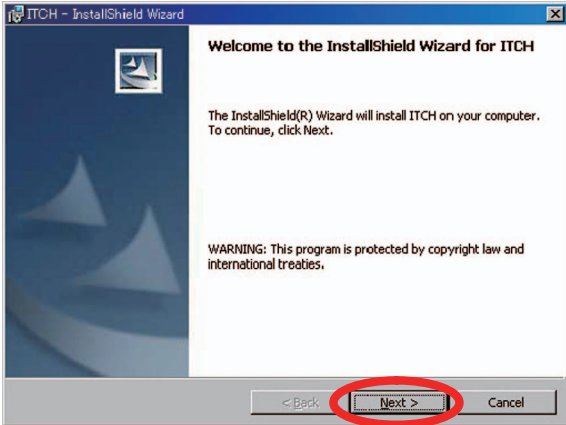 ITCH - InstallShield Wizard
Welcome to the InstallShield Wizard for ITCH
The InstallShield(R) Wizard will install ITCH on your computer.
To continue, click Next.
WARNING: This program is protected by copyright law and
international treaties.
< Back Next > Cancel